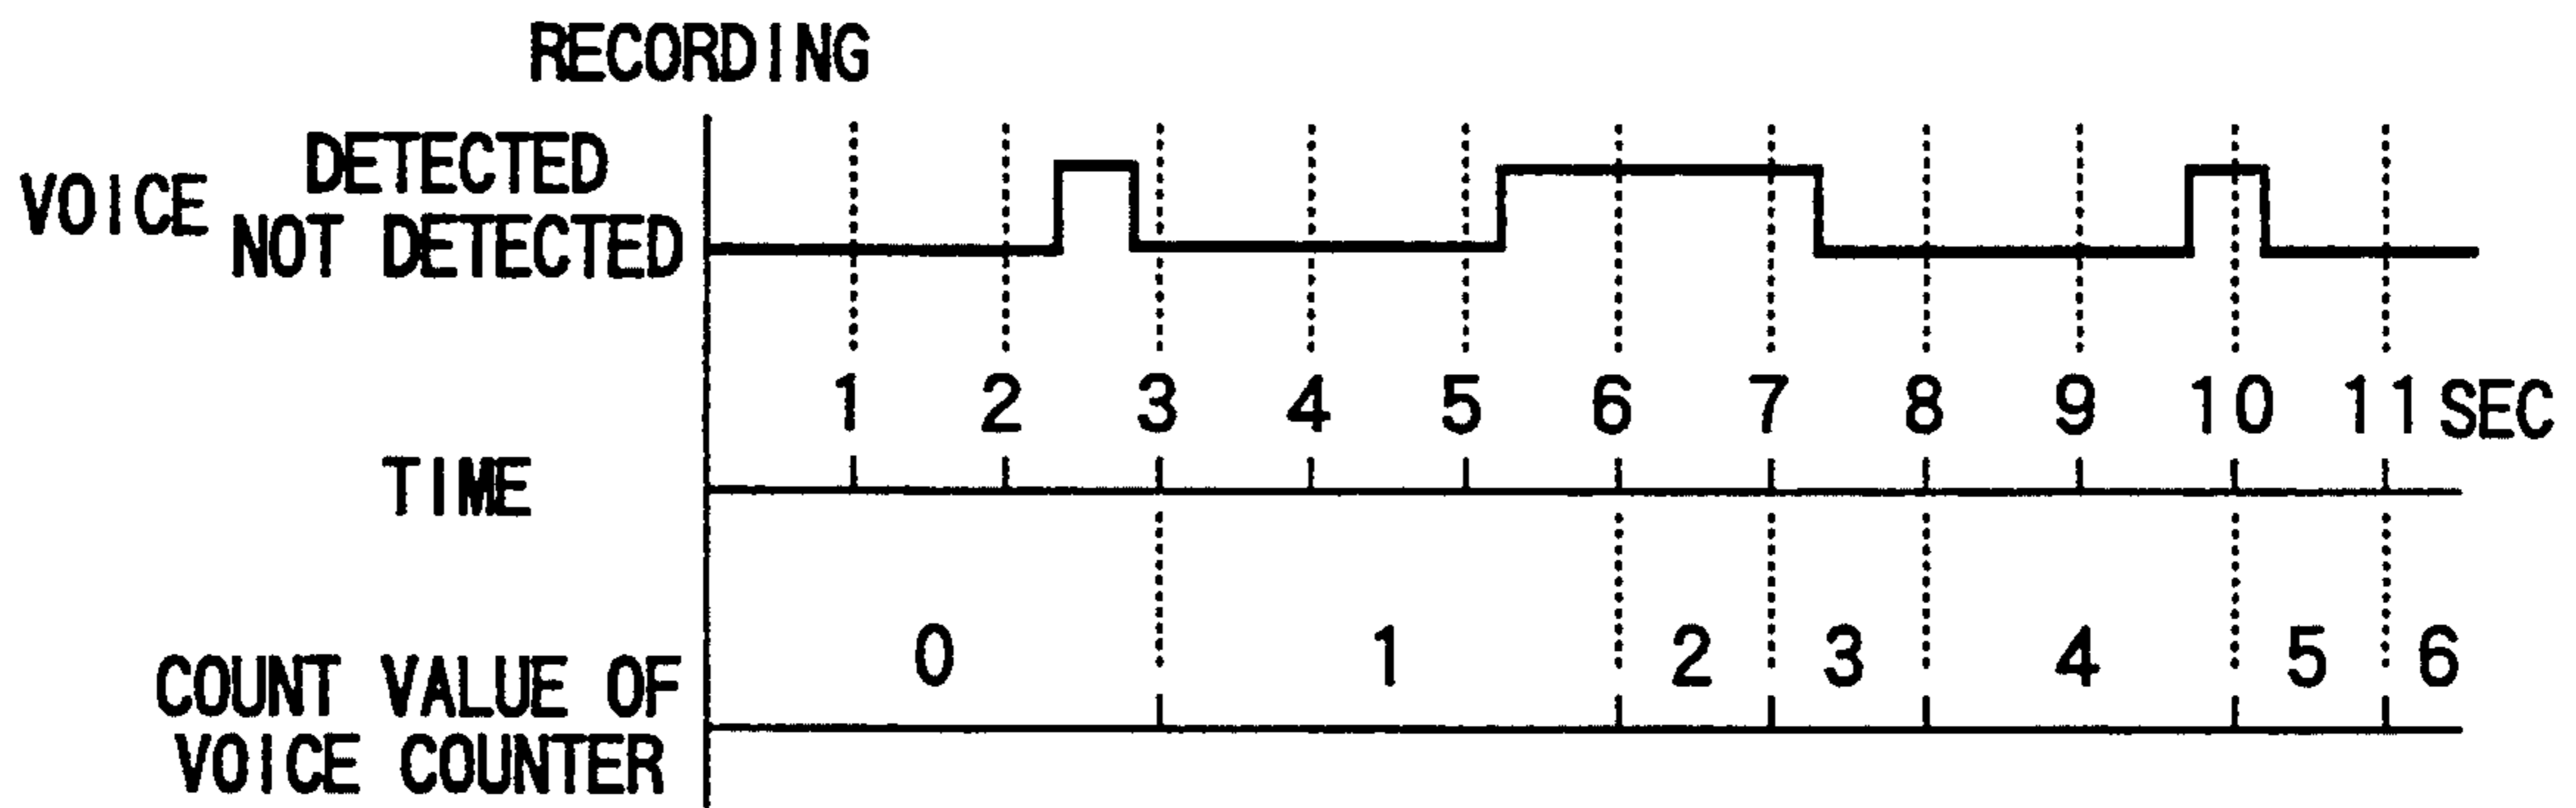 RECORDING
VOICE
DETECTED
NOT DETECTED
1 2 3 4 5 6 7 8 9 10 11 SEC
TIME
0 1 2 3 4 5 6
COUNT VALUE OF
VOICE COUNTER